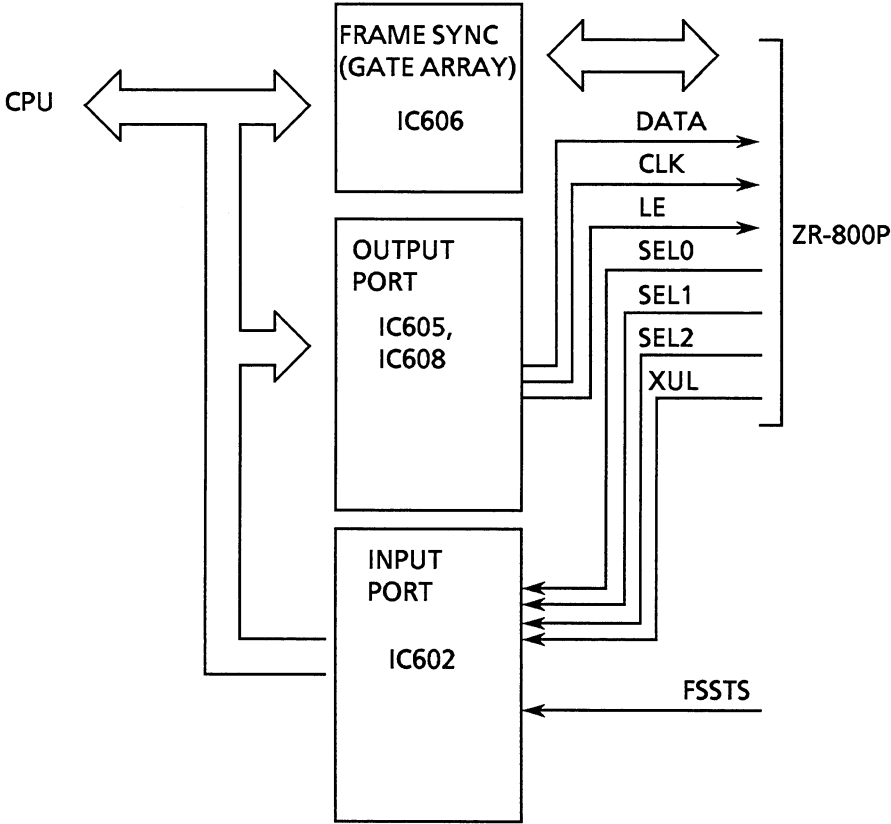 FRAME SYNC
(GATE ARRAY)
IC606
CPU
DATA
CLK
LE
SEL0
SEL1
SEL2
XUL
ZR-800P
OUTPUT
PORT
IC605,
IC608
INPUT
PORT
IC602
FSSTS